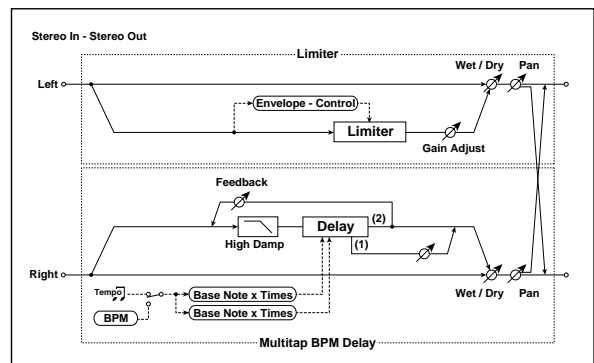 Stereo In - Stereo Out
Limiter
Wet / Dry
Pan
Left
Envelope - Control
Limiter
Gain Adjust
Feedback
High Damp
Delay
(2)
(1)
Right
Tempo
BPM
Base Note x Times
Base Note x Times
Wet / Dry
Pan
Multitap BPM Delay